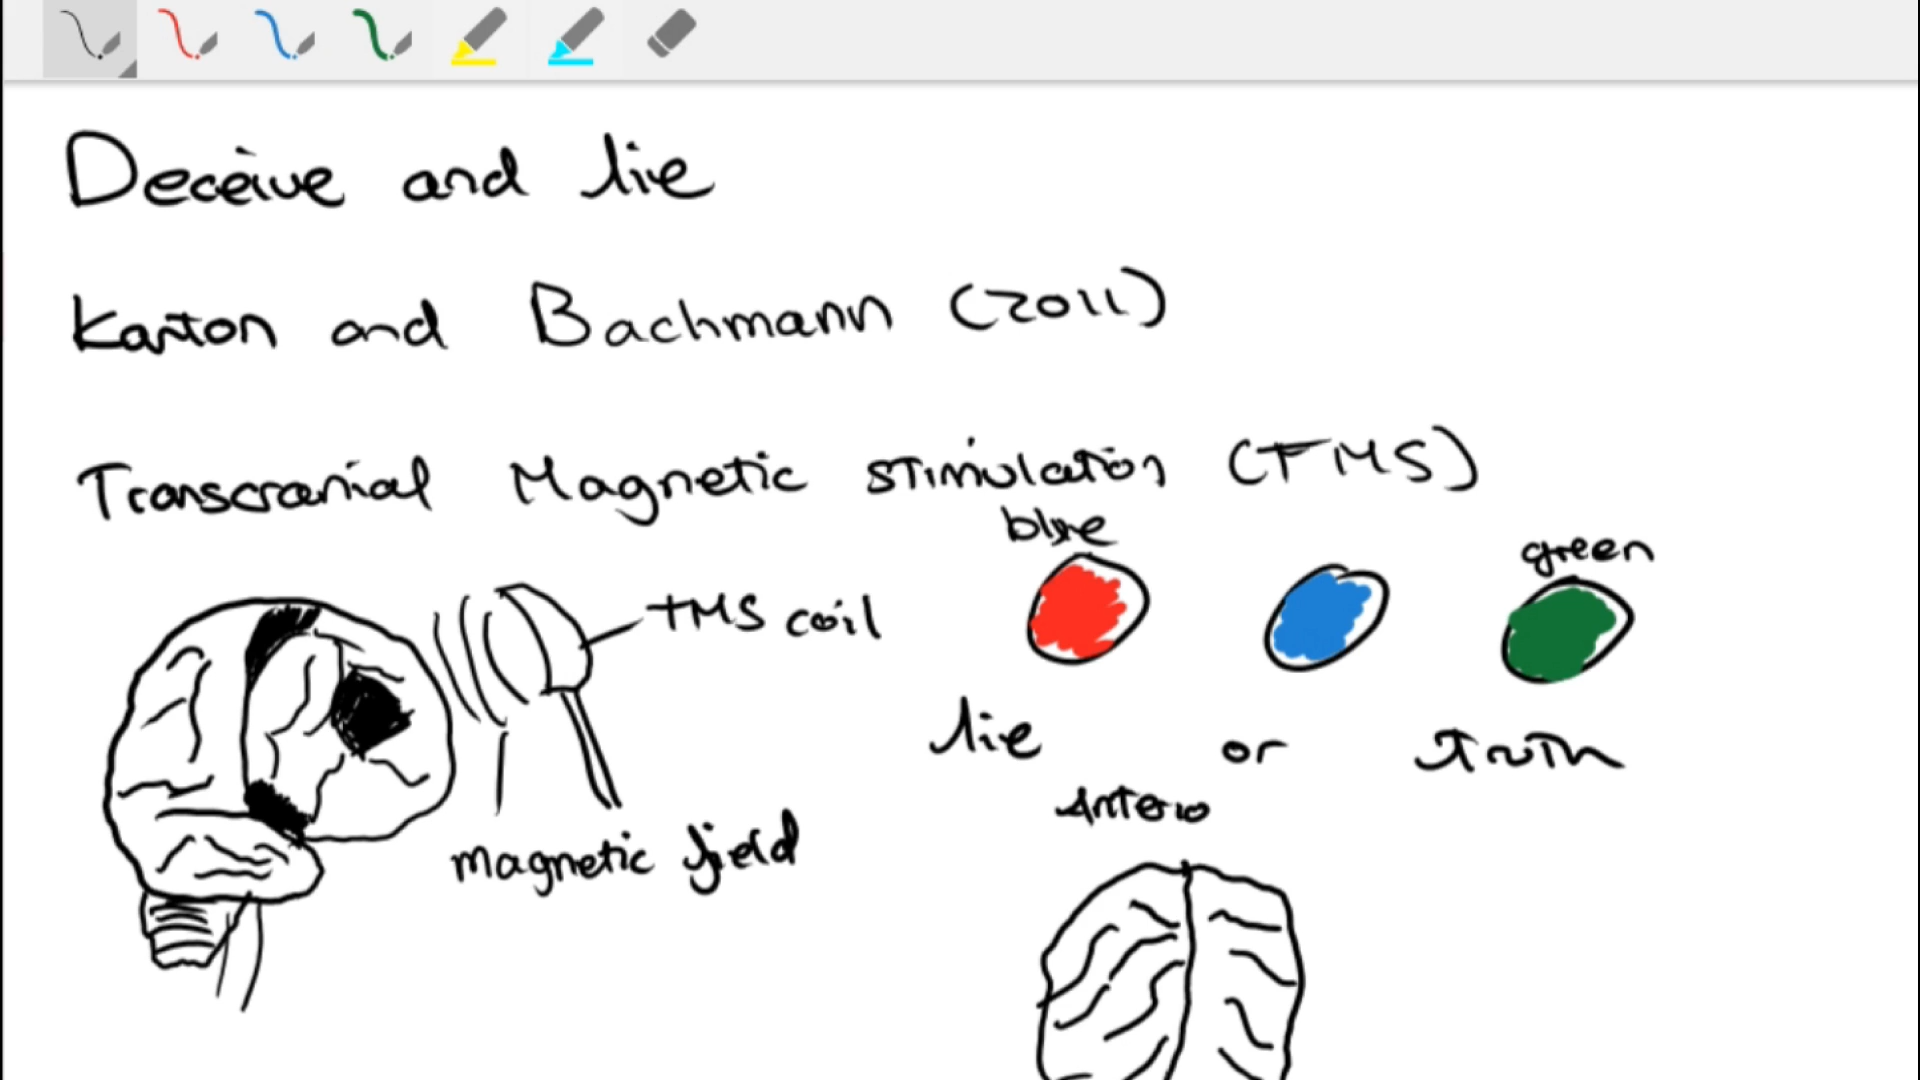 Deceive and lie
Karton and Bachmann (2011)
Transcranial Magnetic stimulation (TMS)
blue
green
TMS coil
lie or truth
Anterio
magnetic field